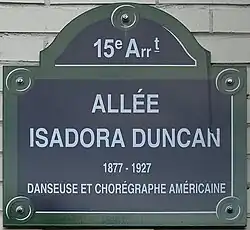 15e Arrt
ALLÉE
ISADORA DUNCAN
1877 - 1927
DANSEUSE ET CHORÉGRAPHE AMÉRICAINE